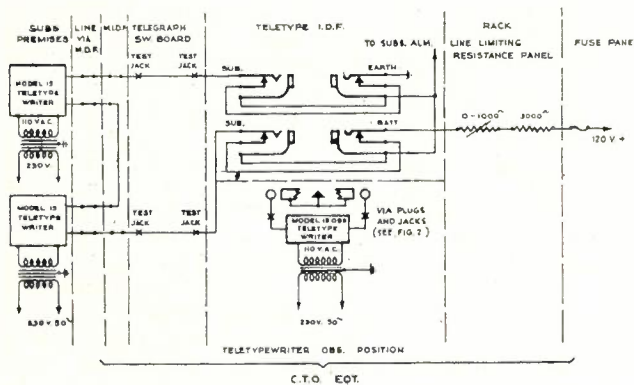 SUBS PREMISES
LINE VIA M.D.F.
M.I.D.F.
TELEGRAPH SW. BOARD
TELETYPE I.D.F.
RACK
LINE LIMITING RESISTANCE PANEL
FUSE PANEL
TO SUBS. ALM.
TEST JACK
TEST JACK
SUB.
EARTH
MODEL 15 TELETYPE WRITER
110 V.A.C.
230V.
SUB.
BATT
0-1000
3000
120 V +
MODEL 15 TELETYPE WRITER
TEST JACK
TEST JACK
MODEL 15 OBS TELETYPE WRITER
VIA PLUGS AND JACKS (SEE FIG. 2)
110 V.A.C.
230V. 50~
230V. 50~
TELETYPEWRITER OBS. POSITION
C.T.O. EQT.